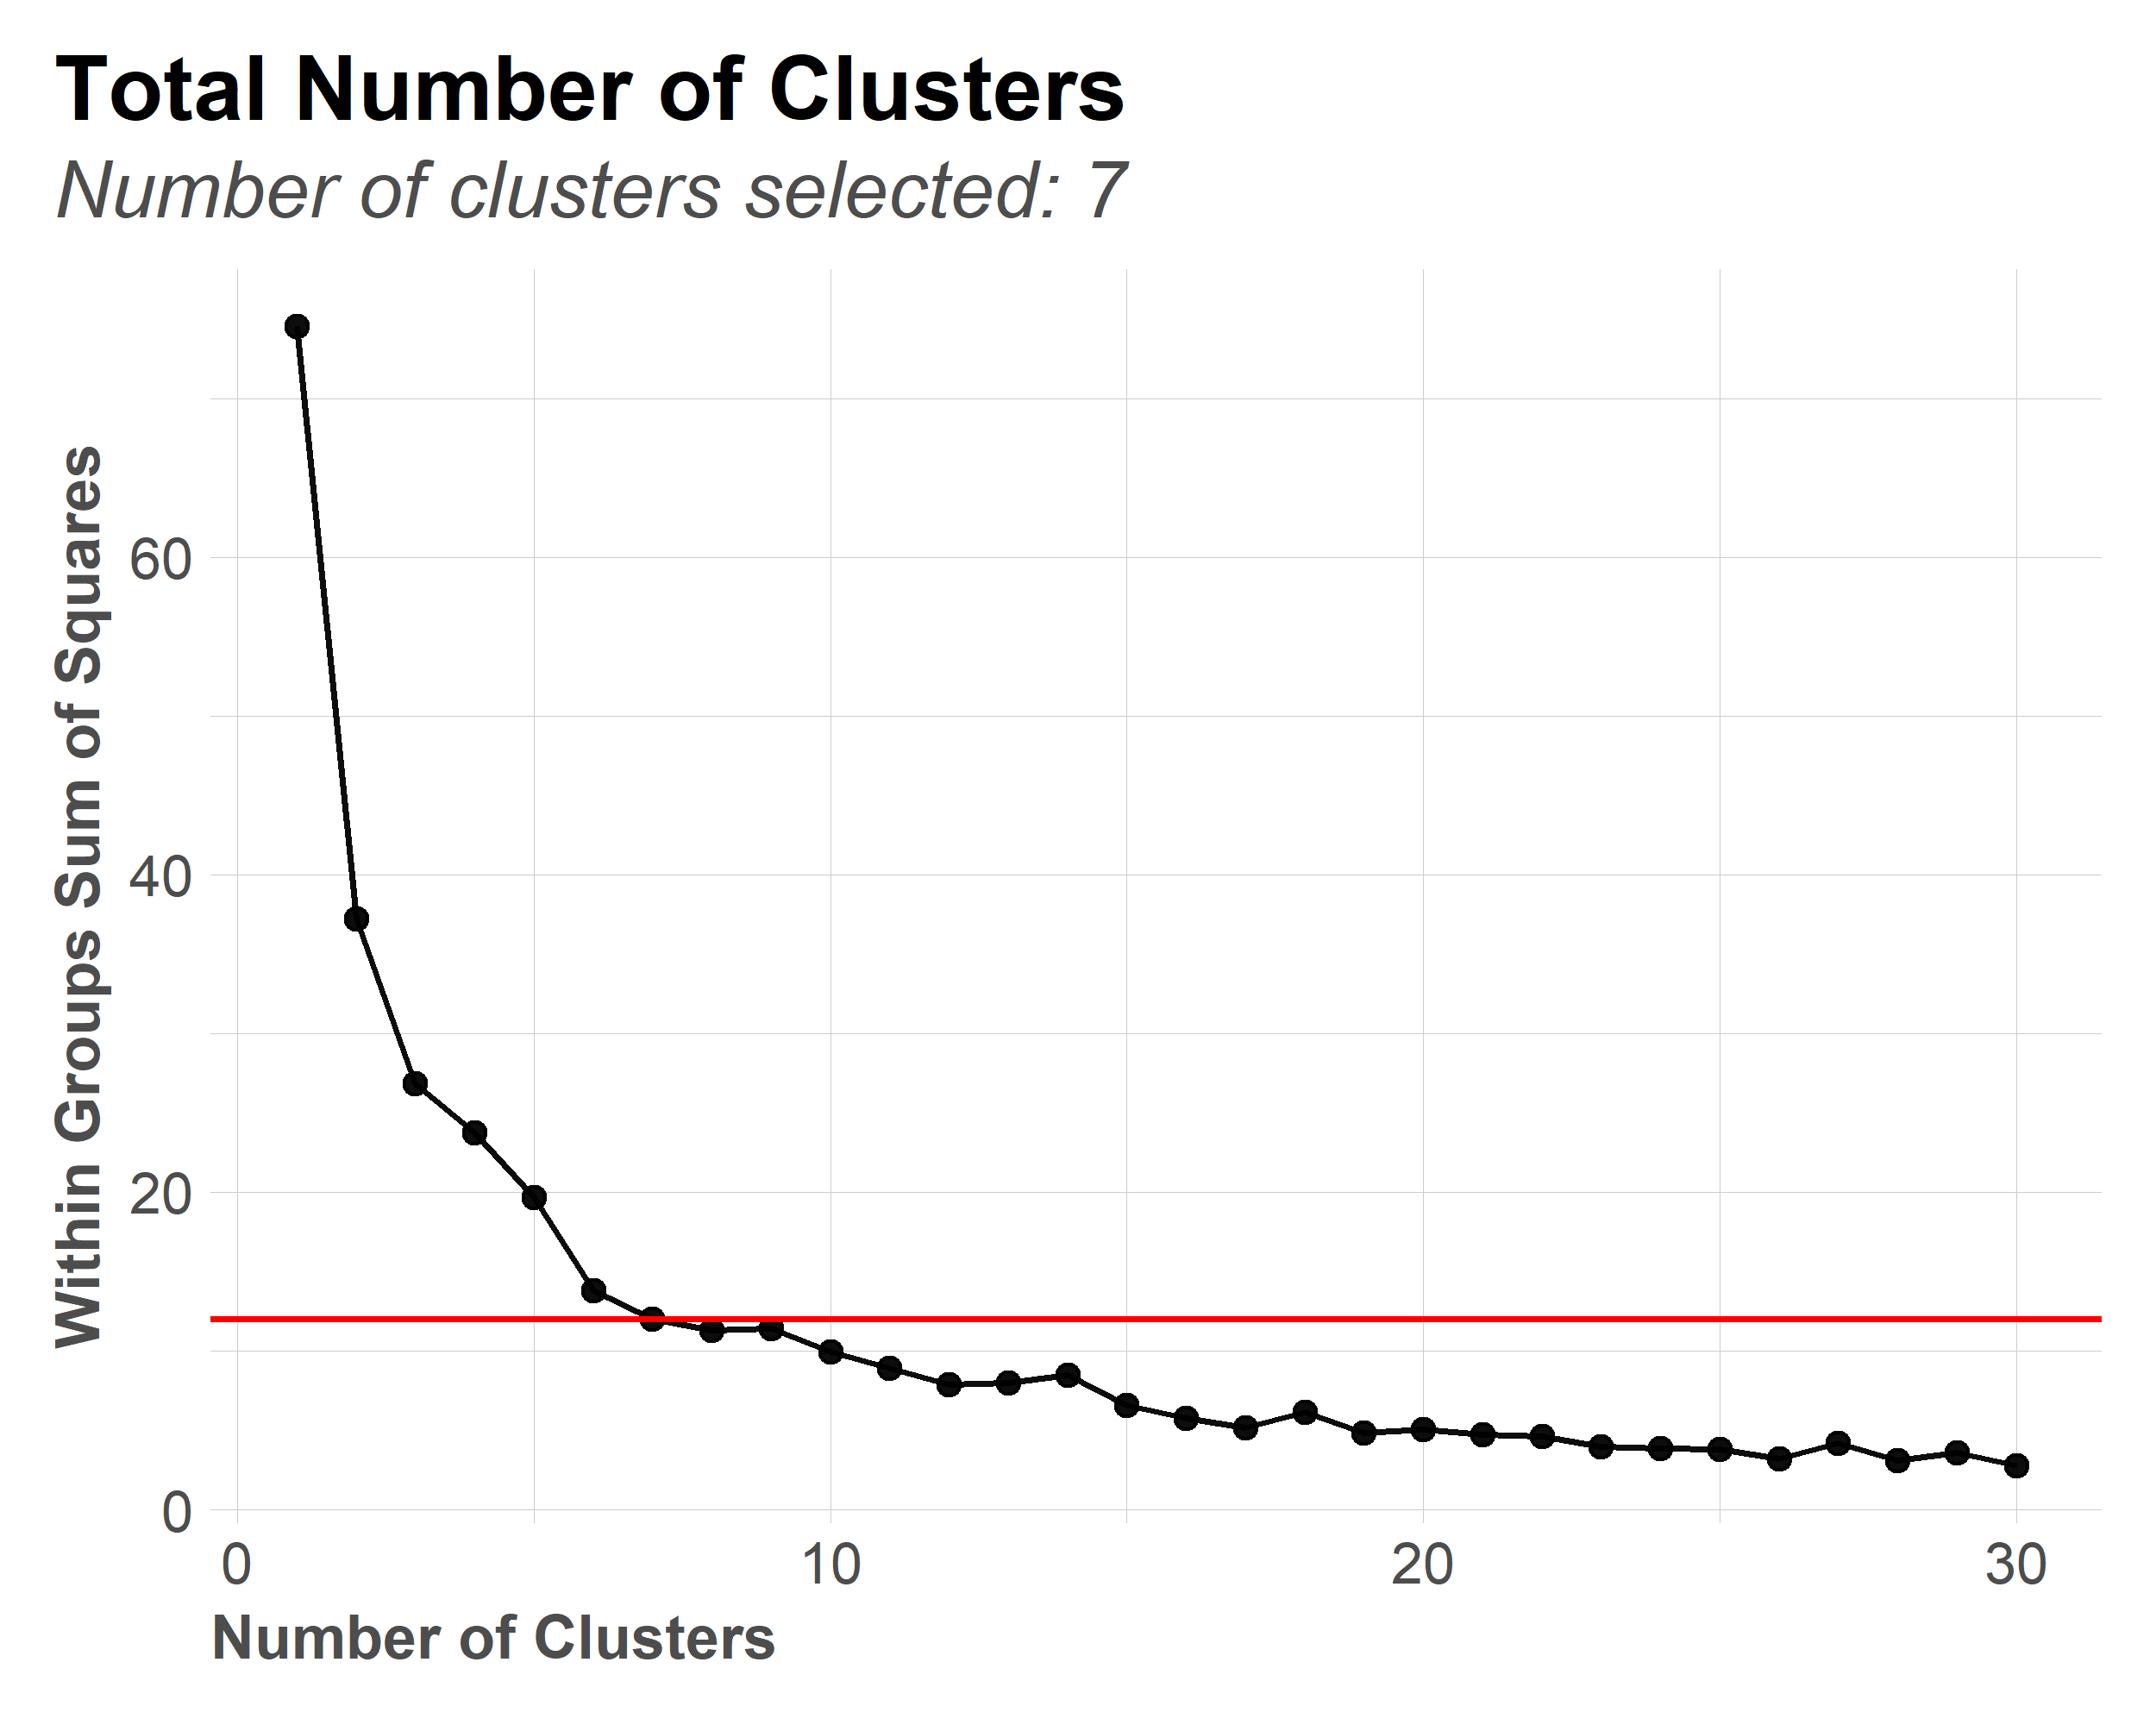 Total Number of Clusters
Number of clusters selected: 7
Within Groups Sum of Squares
60
40
20
0
0 10 20 30
Number of Clusters